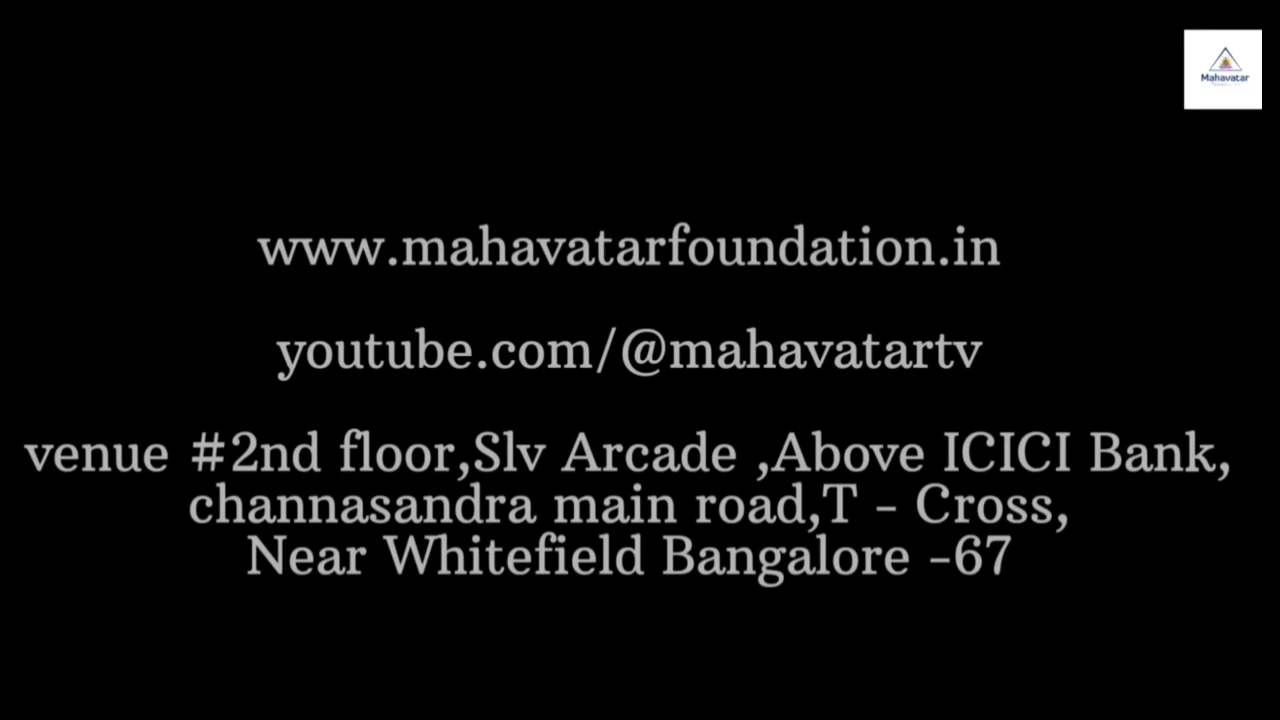 Mahavatar
www.mahavatarfoundation.in
youtube.com/@mahavatartv
venue #2nd floor,Slv Arcade ,Above ICICI Bank,
channasandra main road,T - Cross,
Near Whitefield Bangalore -67